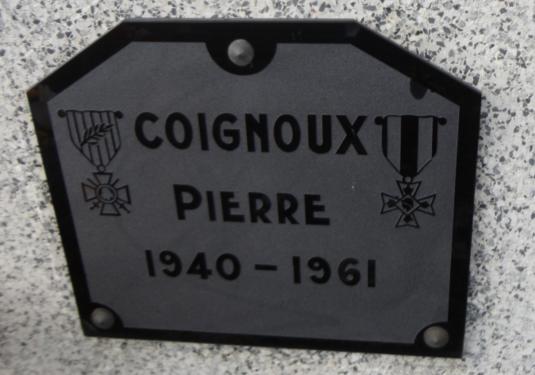 COIGNOUX
PIERRE
1940 - 1961